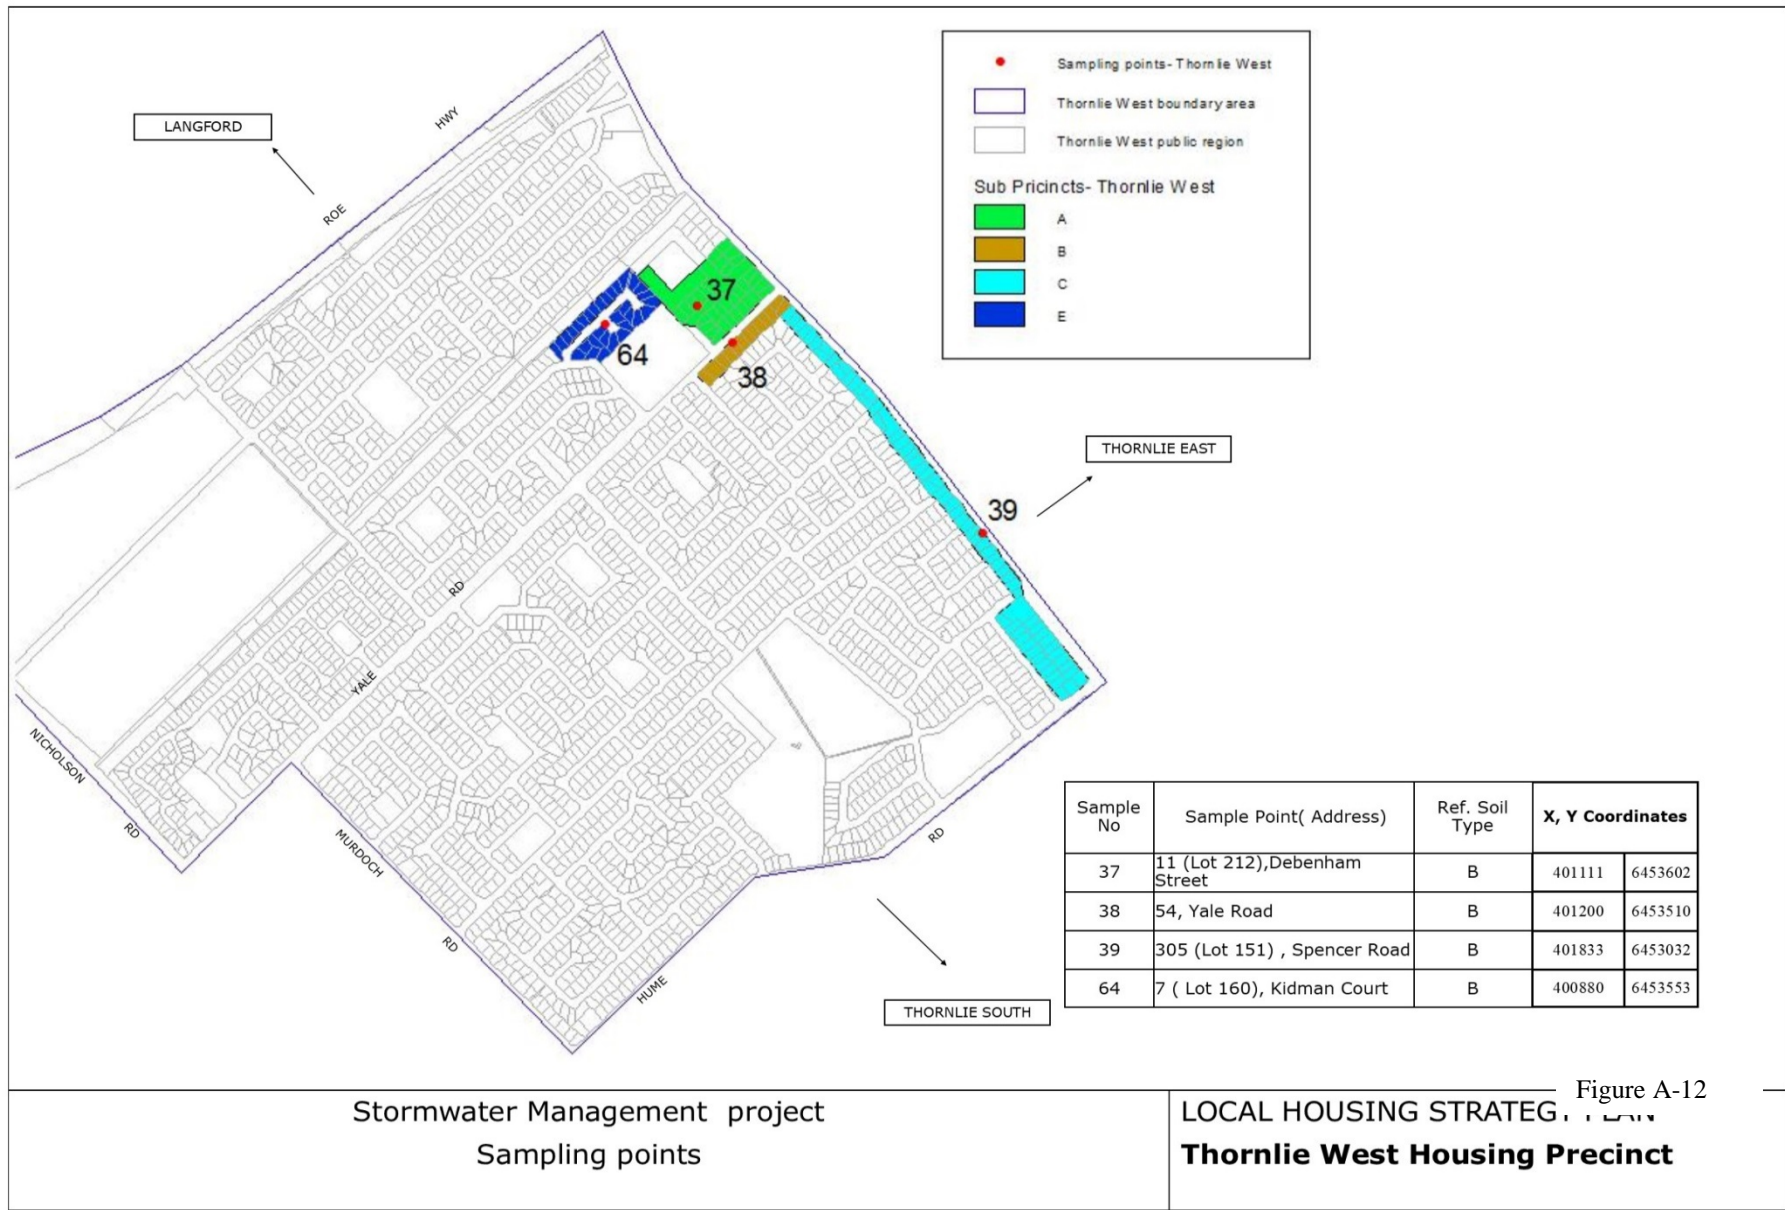 LANGFORD
HWY
ROE
Sampling points- Thornlie West
Thornlie West boundary area
Thornlie West public region
Sub Pricincts- Thornlie West
A
B
C
E
37
64
38
39
THORNLIE EAST
RD
YALE
NICHOLSON
RD
MURDOCH
RD
HUME
RD
THORNLIE SOUTH
Sample No | Sample Point( Address) | Ref. Soil Type | X, Y Coordinates
37 | 11 (Lot 212),Debenham Street | B | 401111 | 6453602
38 | 54, Yale Road | B | 401200 | 6453510
39 | 305 (Lot 151) , Spencer Road | B | 401833 | 6453032
64 | 7 ( Lot 160), Kidman Court | B | 400880 | 6453553
Figure A-12
Stormwater Management project
Sampling points
LOCAL HOUSING STRATEGY PLAN
Thornlie West Housing Precinct